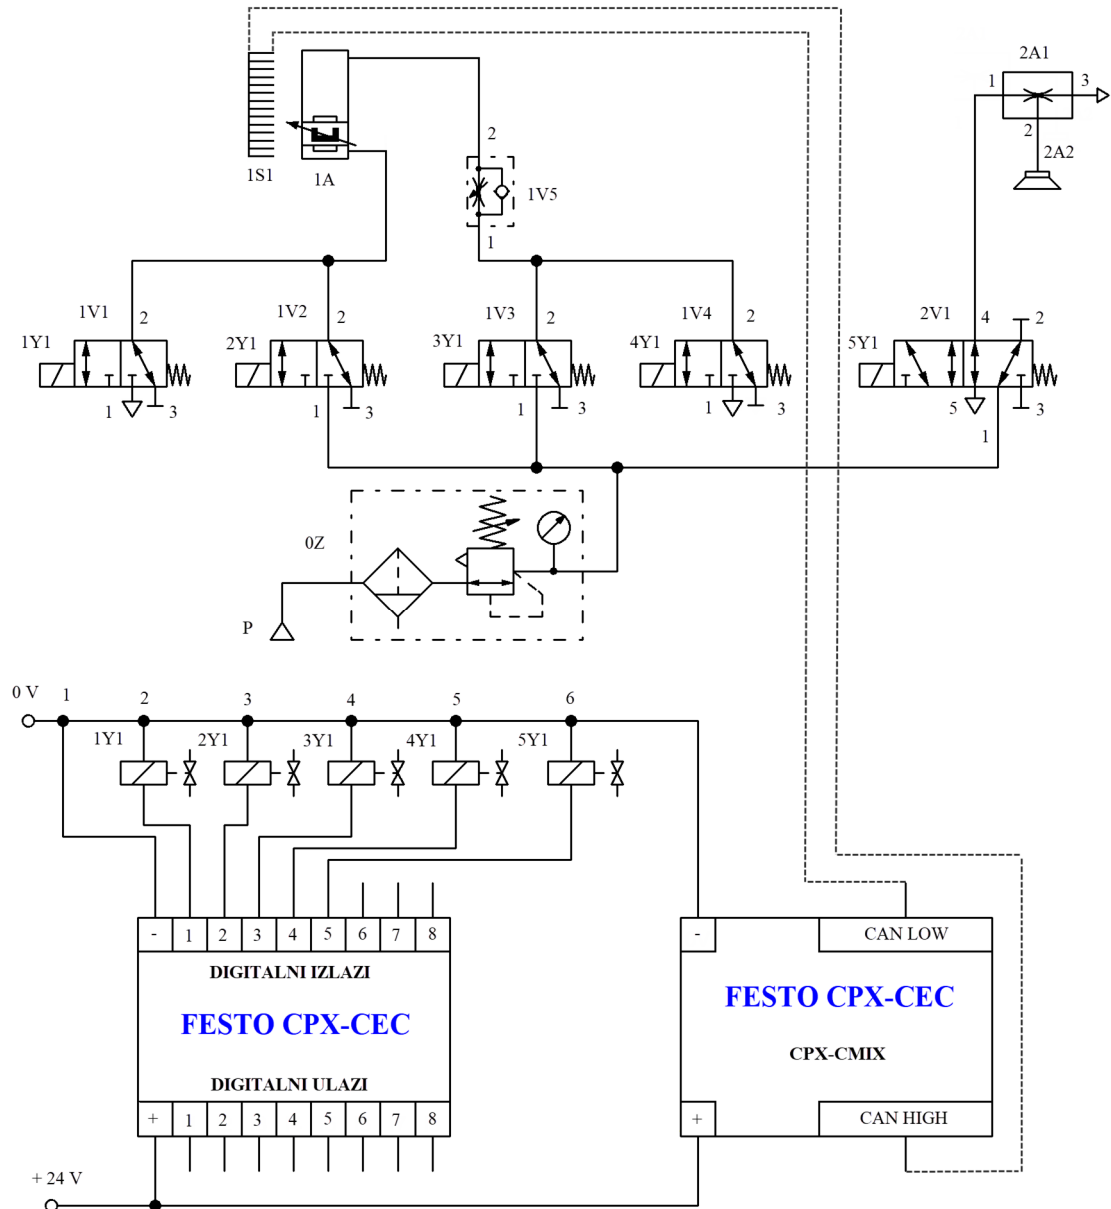 2A1
1
3
2
2A2
1S1
1A
2
1V5
1
1V1
2
1V2
2
1V3
2
1V4
2
2V1
4
2
1Y1
2Y1
3Y1
4Y1
5Y1
1
3
1
3
1
3
1
3
5
3
1
0Z
P
0 V
1
2
3
4
5
6
1Y1
2Y1
3Y1
4Y1
5Y1
- 1 2 3 4 5 6 7 8
DIGITALNI IZLAZI
FESTO CPX-CEC
DIGITALNI ULAZI
+ 1 2 3 4 5 6 7 8
- CAN LOW
FESTO CPX-CEC
CPX-CMIX
+ CAN HIGH
+ 24 V